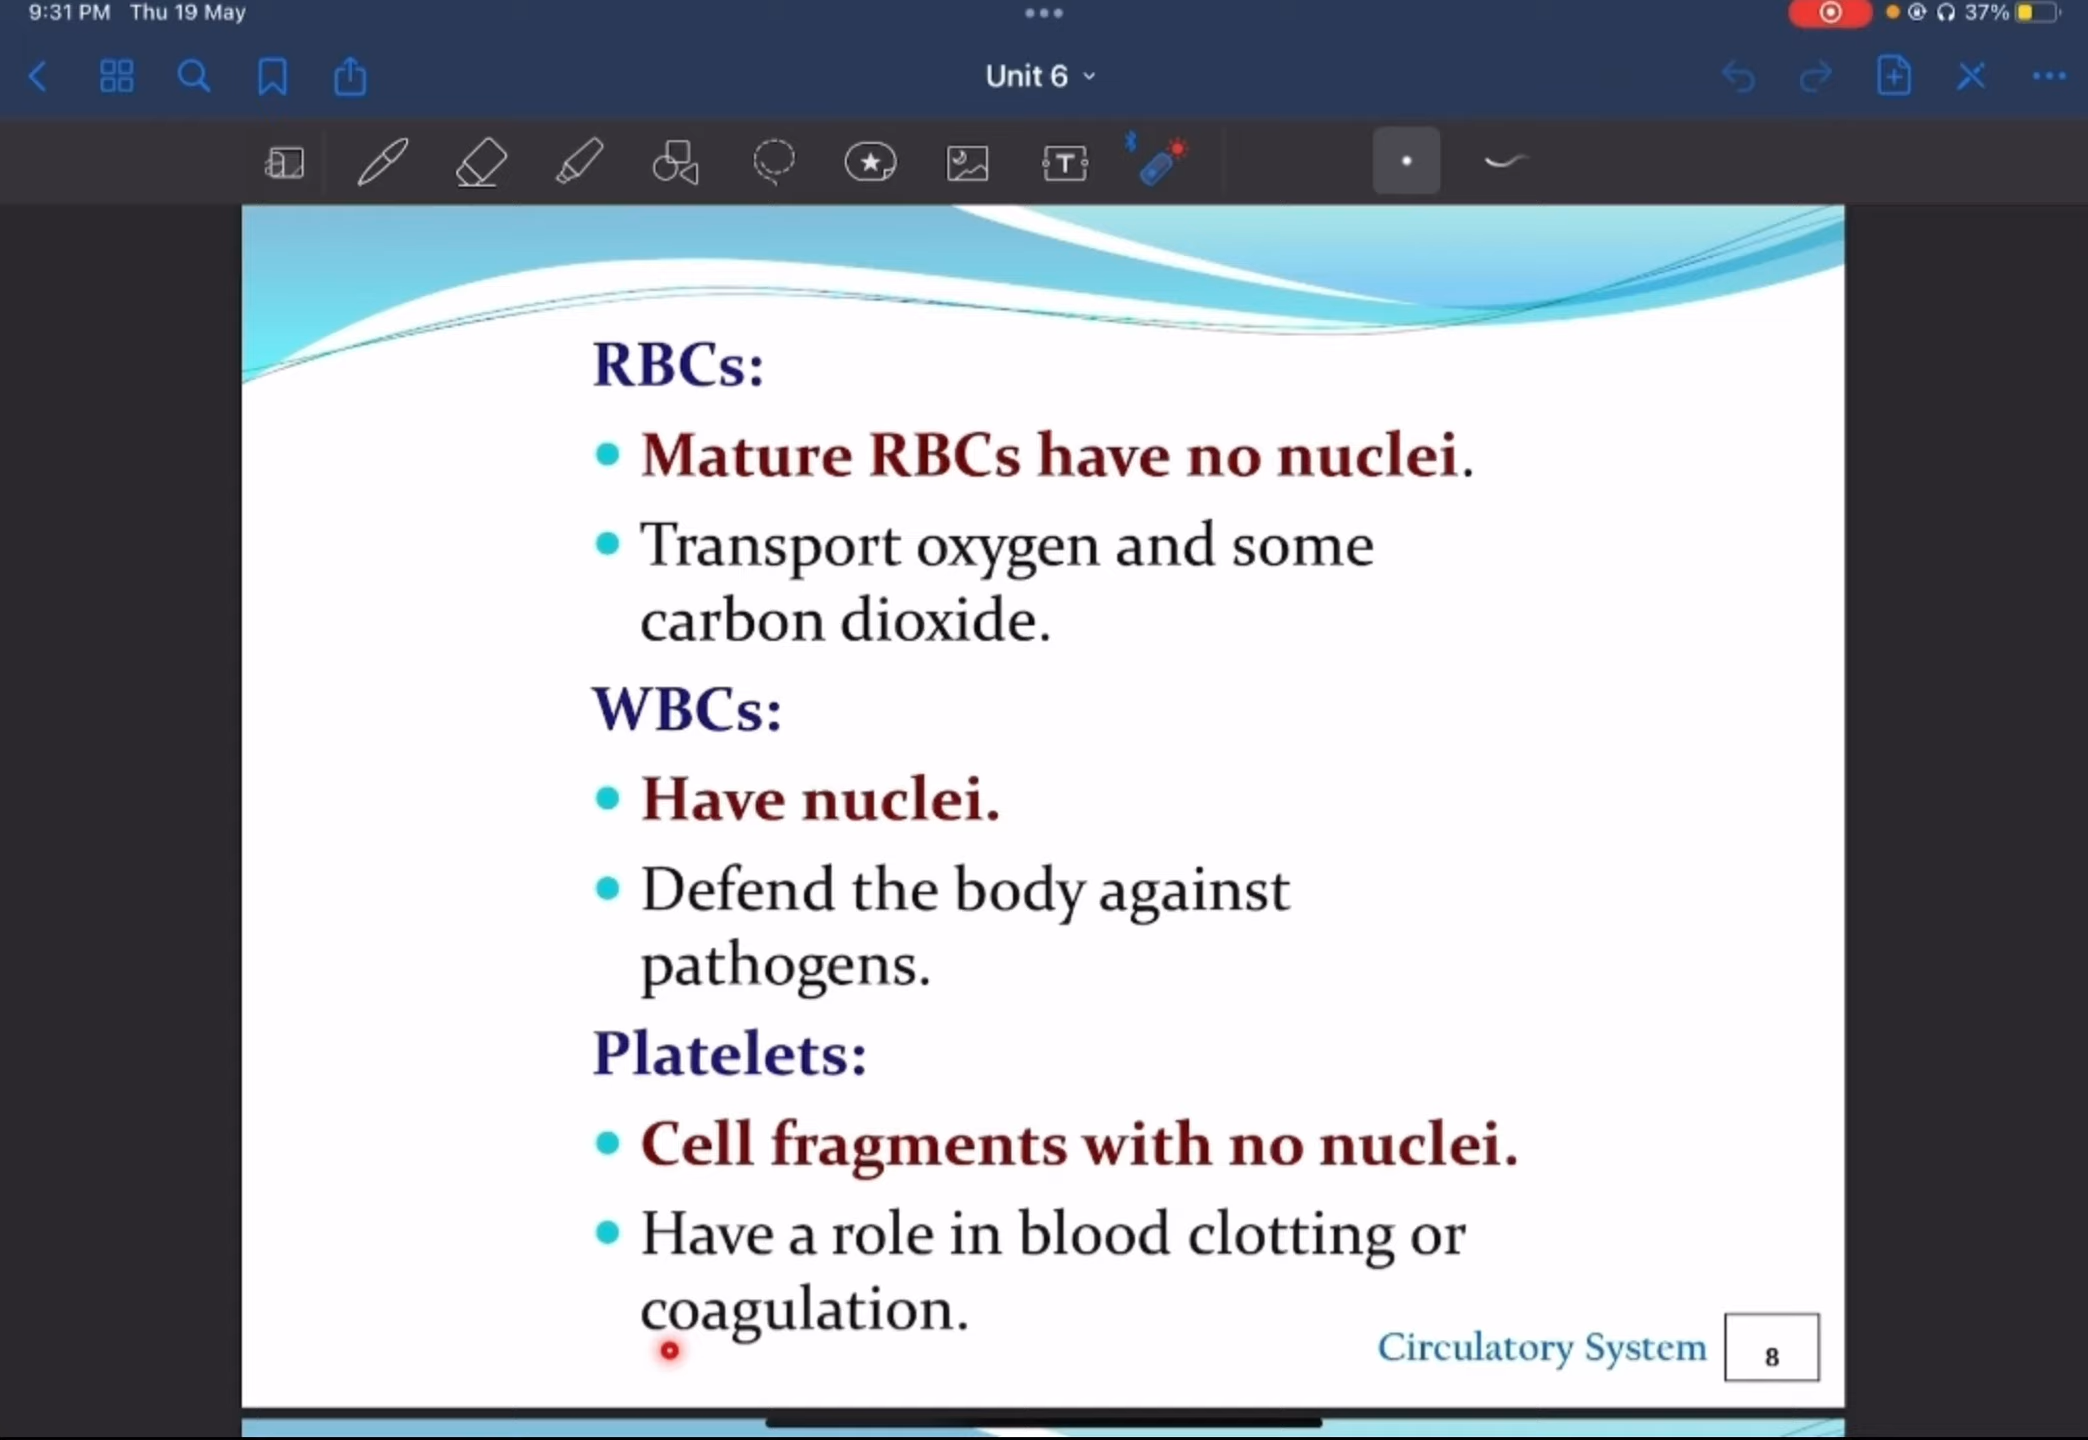 9:31 PM Thu 19 May
37%
Unit 6
T
RBCs:
Mature RBCs have no nuclei.
Transport oxygen and some
carbon dioxide.
WBCs:
Have nuclei.
Defend the body against
pathogens.
Platelets:
Cell fragments with no nuclei.
Have a role in blood clotting or
coagulation.
Circulatory System 8